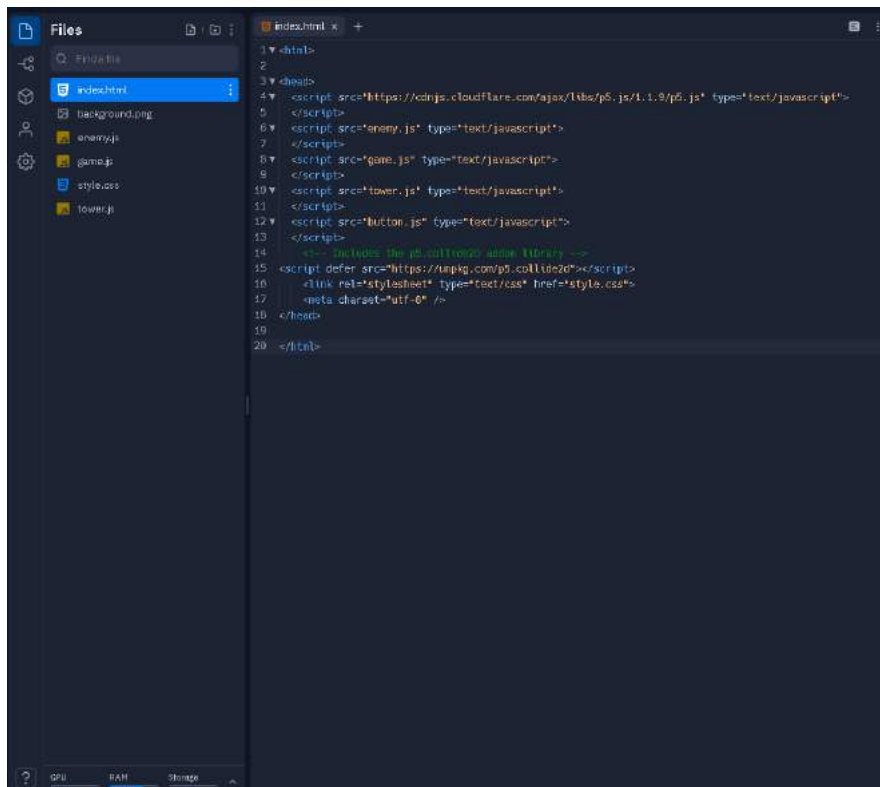 Files
index.html
index.html
background.png
enemy.js
game.js
style.css
tower.js
1 <html>
2
3 <head>
4 <script src="https://cdnjs.cloudflare.com/ajax/libs/p5.js/1.1.9/p5.js" type="text/javascript">
5 </script>
6 <script src="enemy.js" type="text/javascript">
7 </script>
8 <script src="game.js" type="text/javascript">
9 </script>
10 <script src="tower.js" type="text/javascript">
11 </script>
12 <script src="button.js" type="text/javascript">
13 </script>
14 <!-- Includes the p5.collide2D addon library -->
15 <script defer src="https://unpkg.com/p5.collide2d"></script>
16 <link rel="stylesheet" type="text/css" href="style.css">
17 <meta charset="utf-8" />
18 </head>
19
20 </html>
? CPU RAM Storage